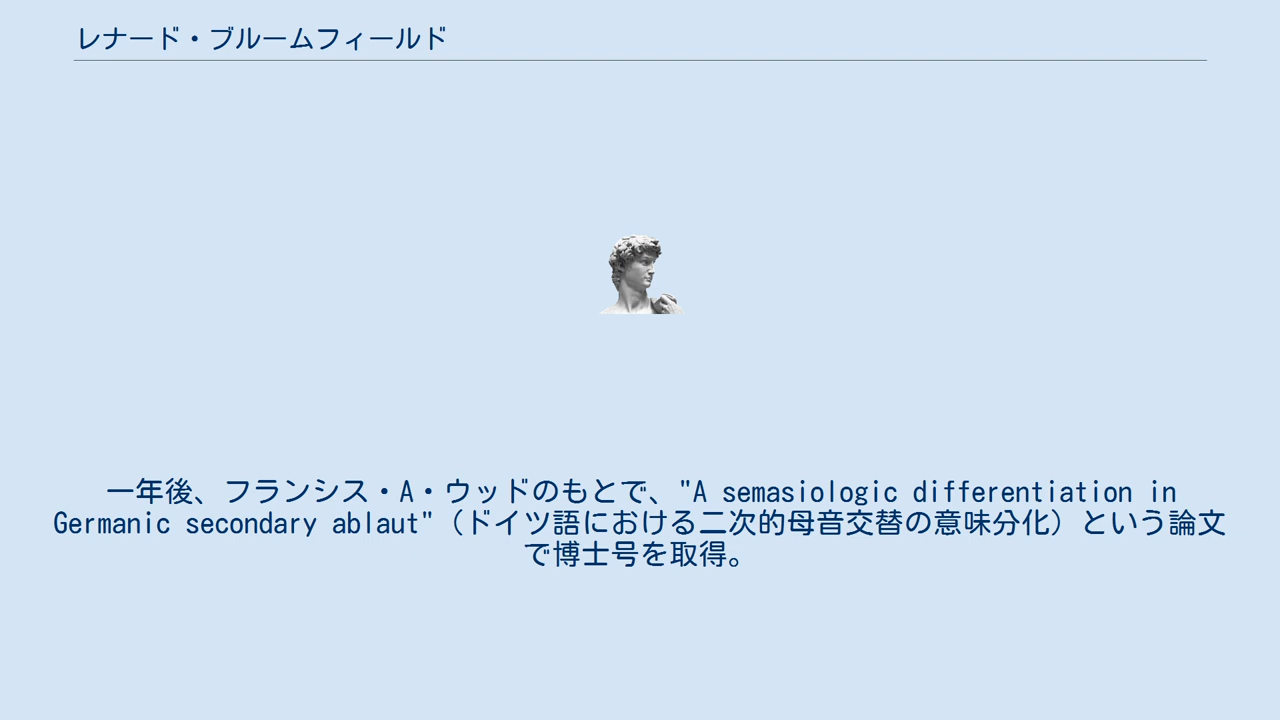 レナード・ブルームフィールド
一年後、フランシス・A・ウッドのもとで、"A semasiologic differentiation in
Germanic secondary ablaut"（ドイツ語における二次的母音交替の意味分化）という論文
で博士号を取得。